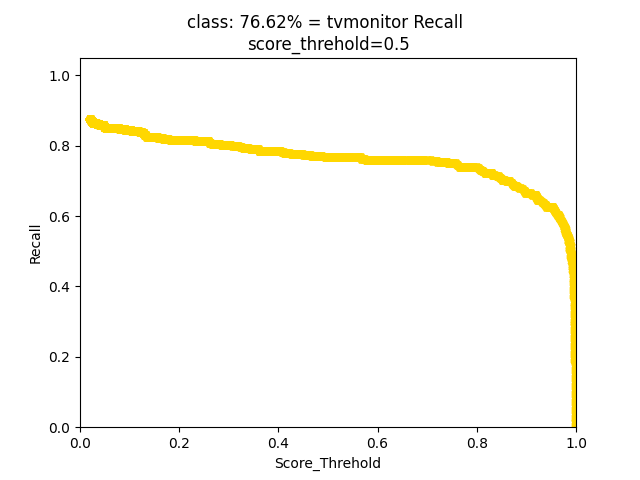 class: 76.62% = tvmonitor Recall
score_threhold=0.5
Recall
1.0
0.8
0.6
0.4
0.2
0.0
0.0 0.2 0.4 0.6 0.8 1.0
Score_Threhold